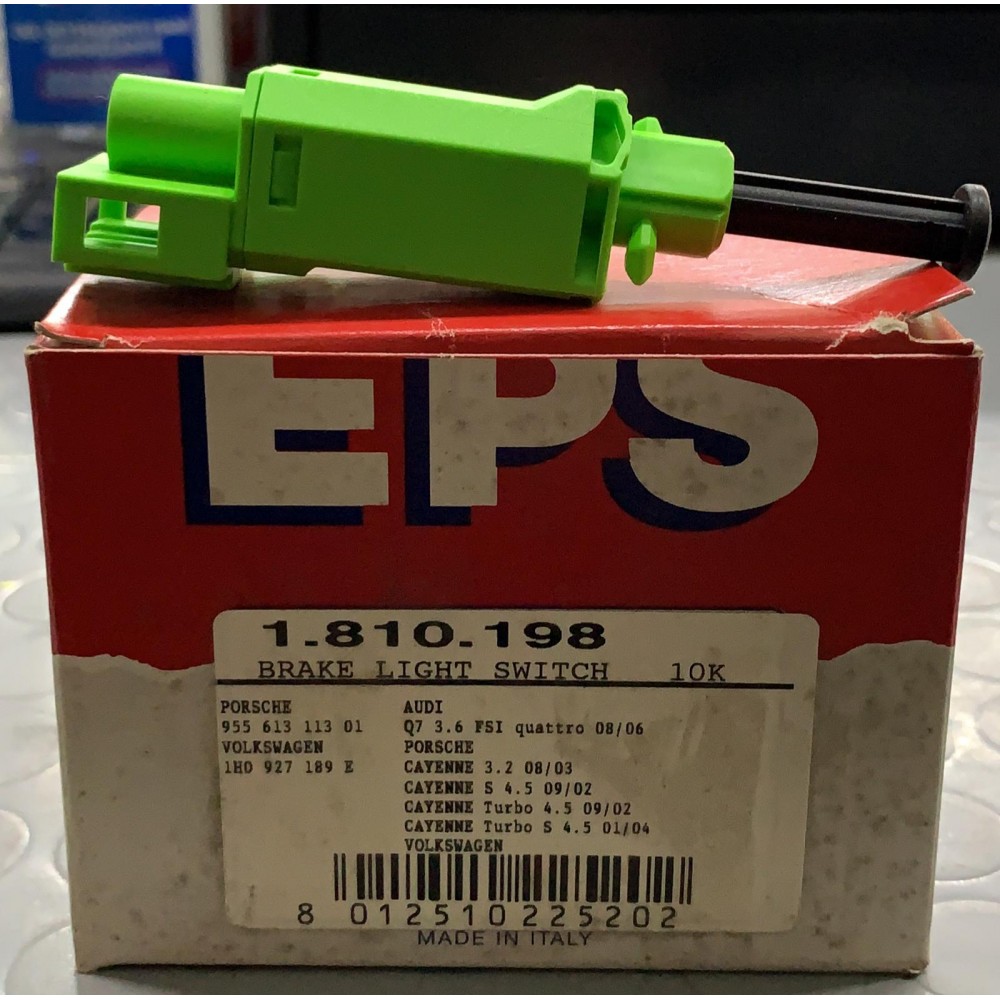 EPS
1.810.198
BRAKE LIGHT SWITCH 10K
PORSCHE
955 613 113 01
VOLKSWAGEN
1H0 927 189 E
AUDI
Q7 3.6 FSI quattro 08/06
PORSCHE
CAYENNE 3.2 08/03
CAYENNE S 4.5 09/02
CAYENNE Turbo 4.5 09/02
CAYENNE Turbo S 4.5 01/04
VOLKSWAGEN
8 012510 225202
MADE IN ITALY